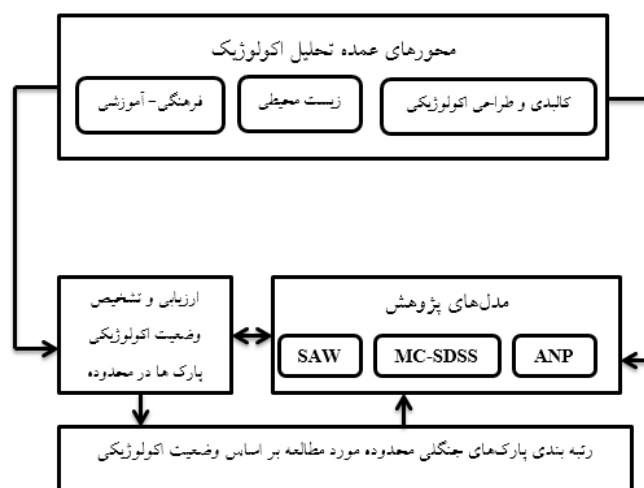 محورهای عمده تحلیل اکولوژیک
کالبدی و طراحی اکولوژیکی
زیست محیطی
فرهنگی- آموزشی
مدل‌های پژوهش
ANP
MC-SDSS
SAW
ارزیابی و تشخیص
وضعیت اکولوژیکی
پارک ها در محدوده
رتبه بندی پارک‌های جنگلی محدوده مورد مطالعه بر اساس وضعیت اکولوژیکی